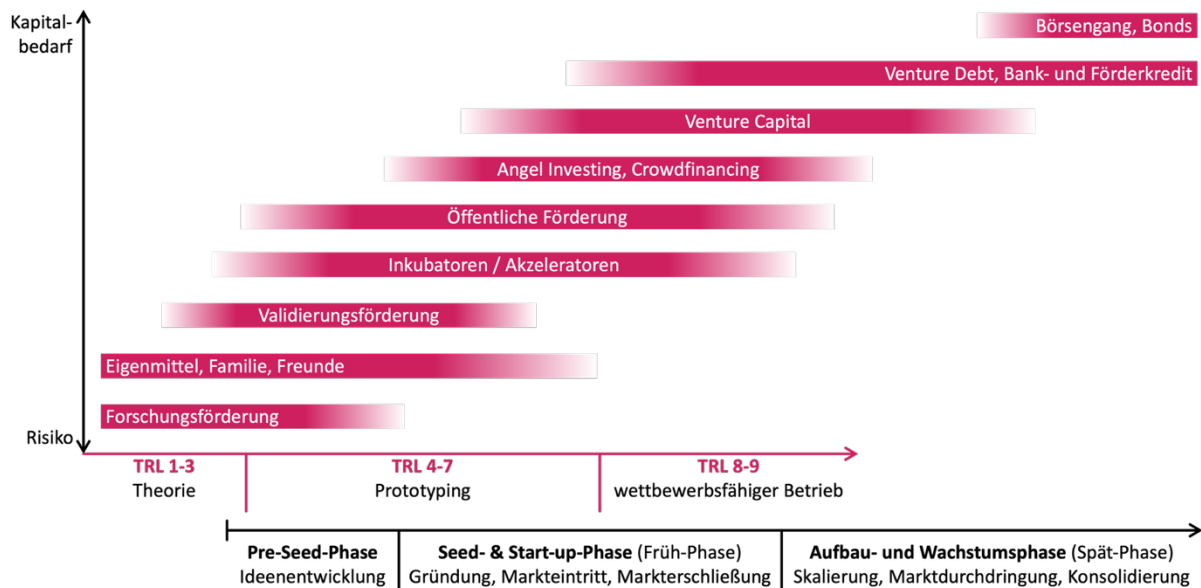 Kapital-
bedarf
Börsengang, Bonds
Venture Debt, Bank- und Förderkredit
Venture Capital
Angel Investing, Crowdfinancing
Öffentliche Förderung
Inkubatoren / Akzeleratoren
Validierungsförderung
Eigenmittel, Familie, Freunde
Forschungsförderung
Risiko
TRL 1-3
Theorie
TRL 4-7
Prototyping
TRL 8-9
wettbewerbsfähiger Betrieb
Pre-Seed-Phase
Ideenentwicklung
Seed- & Start-up-Phase (Früh-Phase)
Gründung, Markteintritt, Markterschließung
Aufbau- und Wachstumsphase (Spät-Phase)
Skalierung, Marktdurchdringung, Konsolidierung